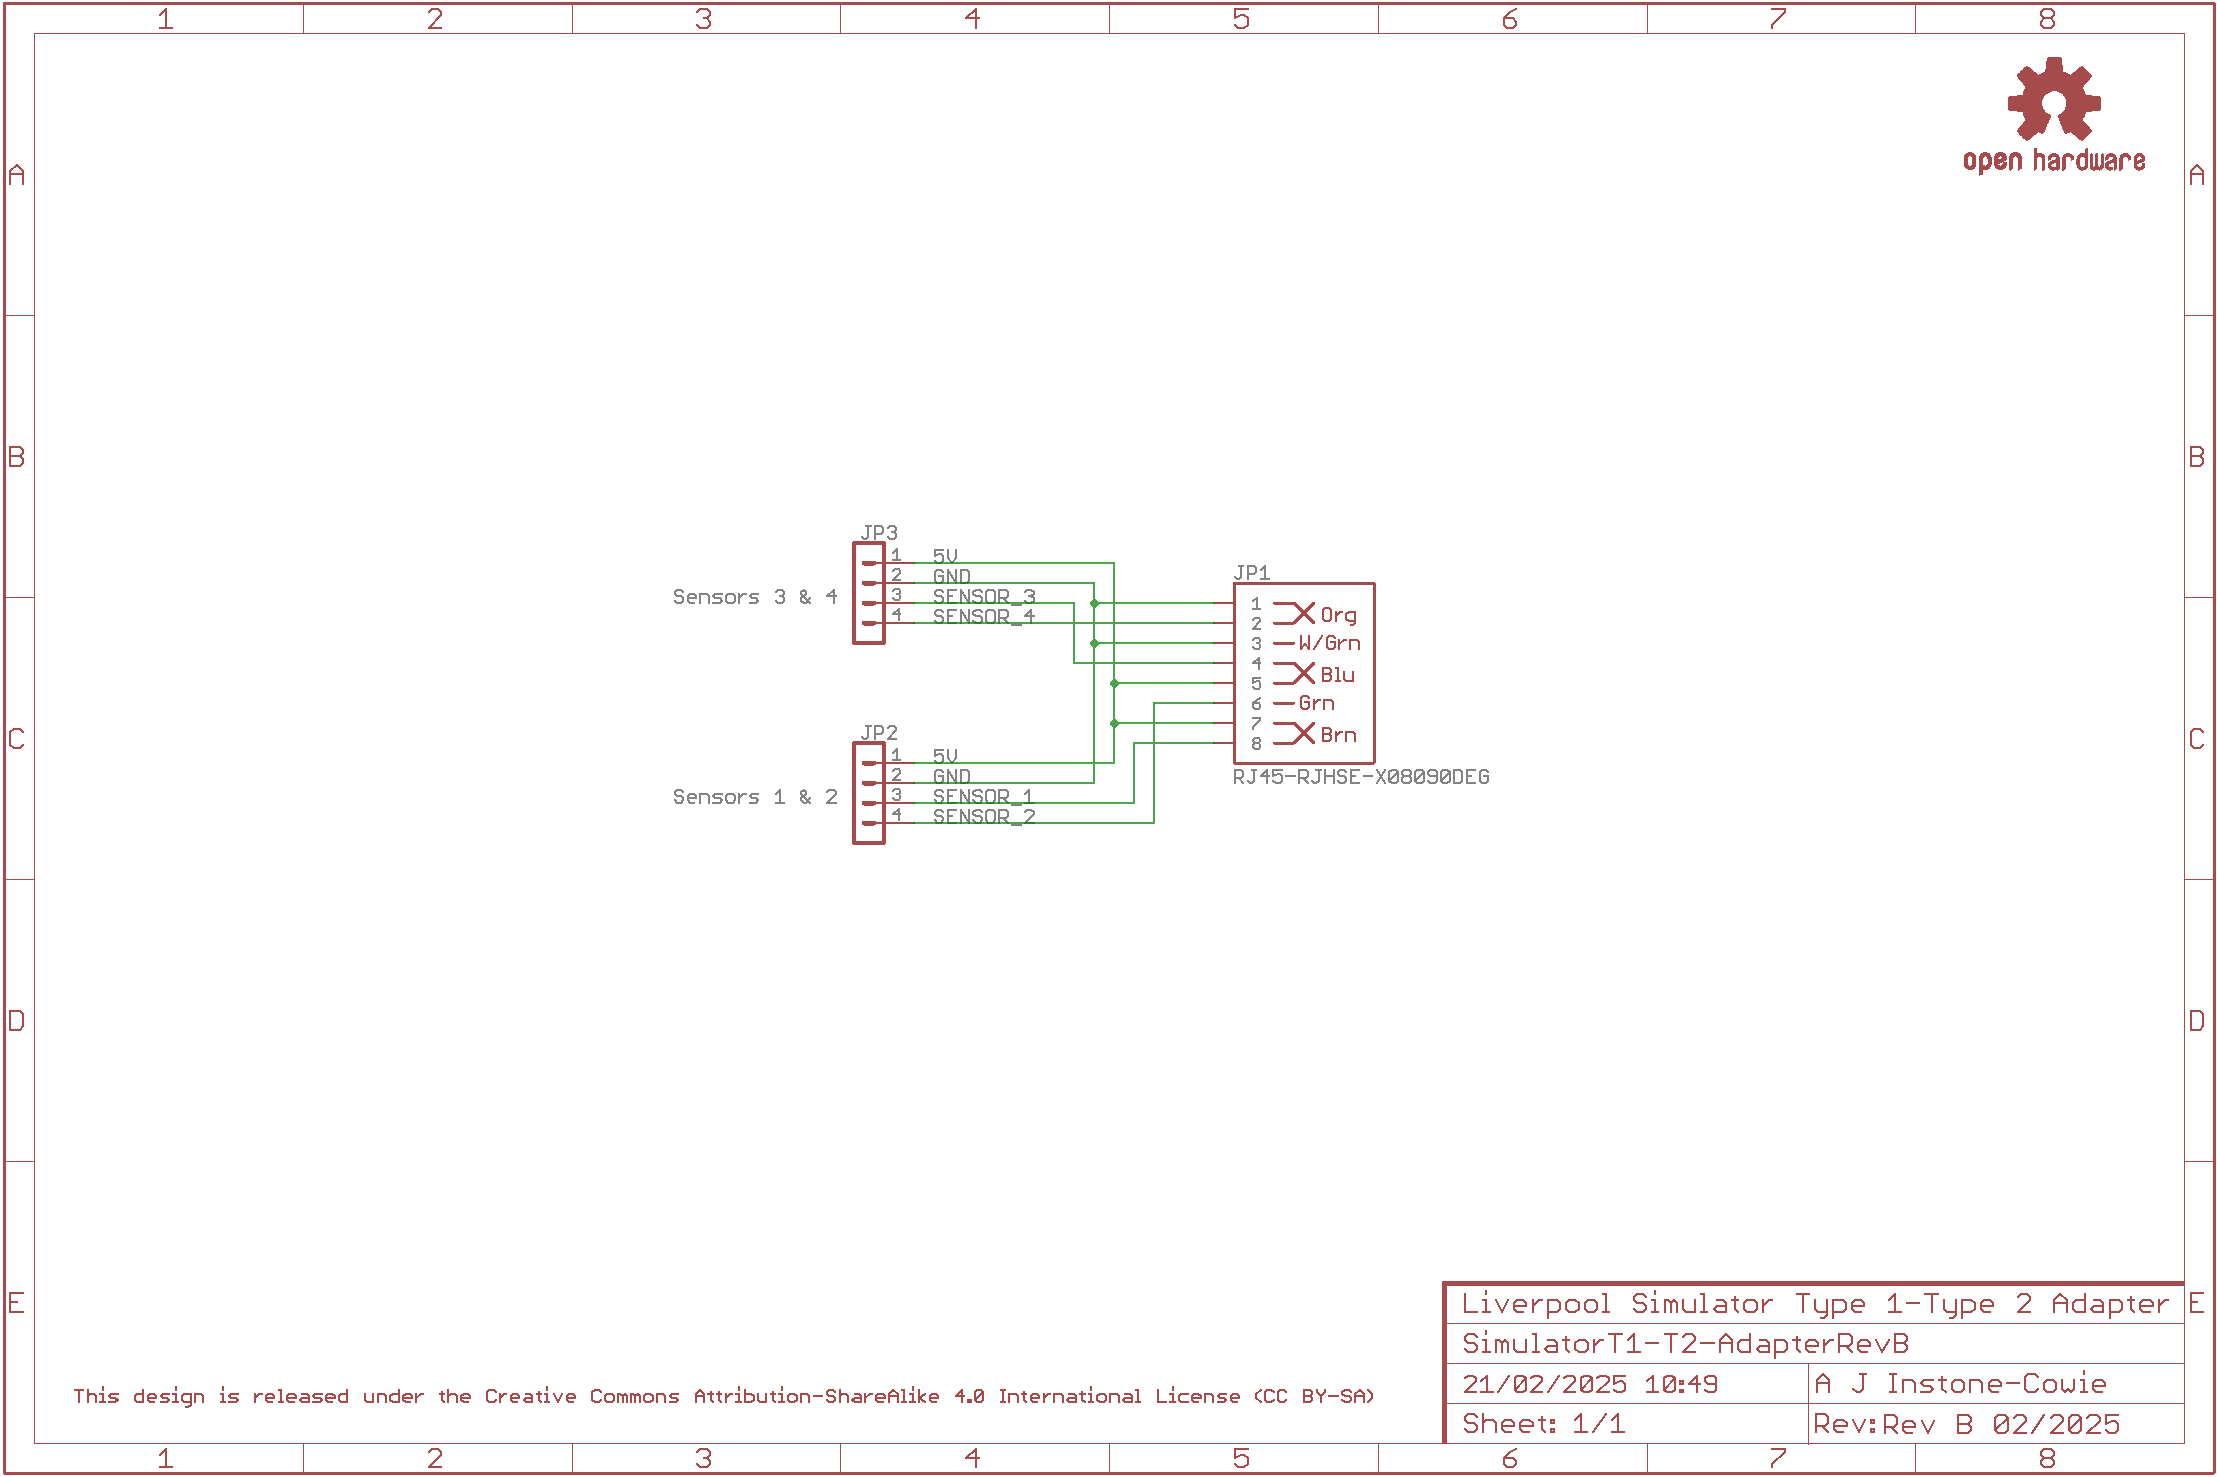 1 2 3 4 5 6 7 8
open hardware
A A
B B
JP3
1 5V
2 GND
3 SENSOR_3
4 SENSOR_4
Sensors 3 & 4
JP1
1
2 Org
3 W/Grn
4
5 Blu
6 Grn
7
8 Brn
RJ45-RJHSE-X08090DEG
C C
JP2
1 5V
2 GND
3 SENSOR_1
4 SENSOR_2
Sensors 1 & 2
D D
E E
Liverpool Simulator Type 1-Type 2 Adapter
SimulatorT1-T2-AdapterRevB
21/02/2025 10:49 A J Instone-Cowie
Sheet: 1/1 Rev:Rev B 02/2025
This design is released under the Creative Commons Attribution-ShareAlike 4.0 International License (CC BY-SA)
1 2 3 4 5 6 7 8